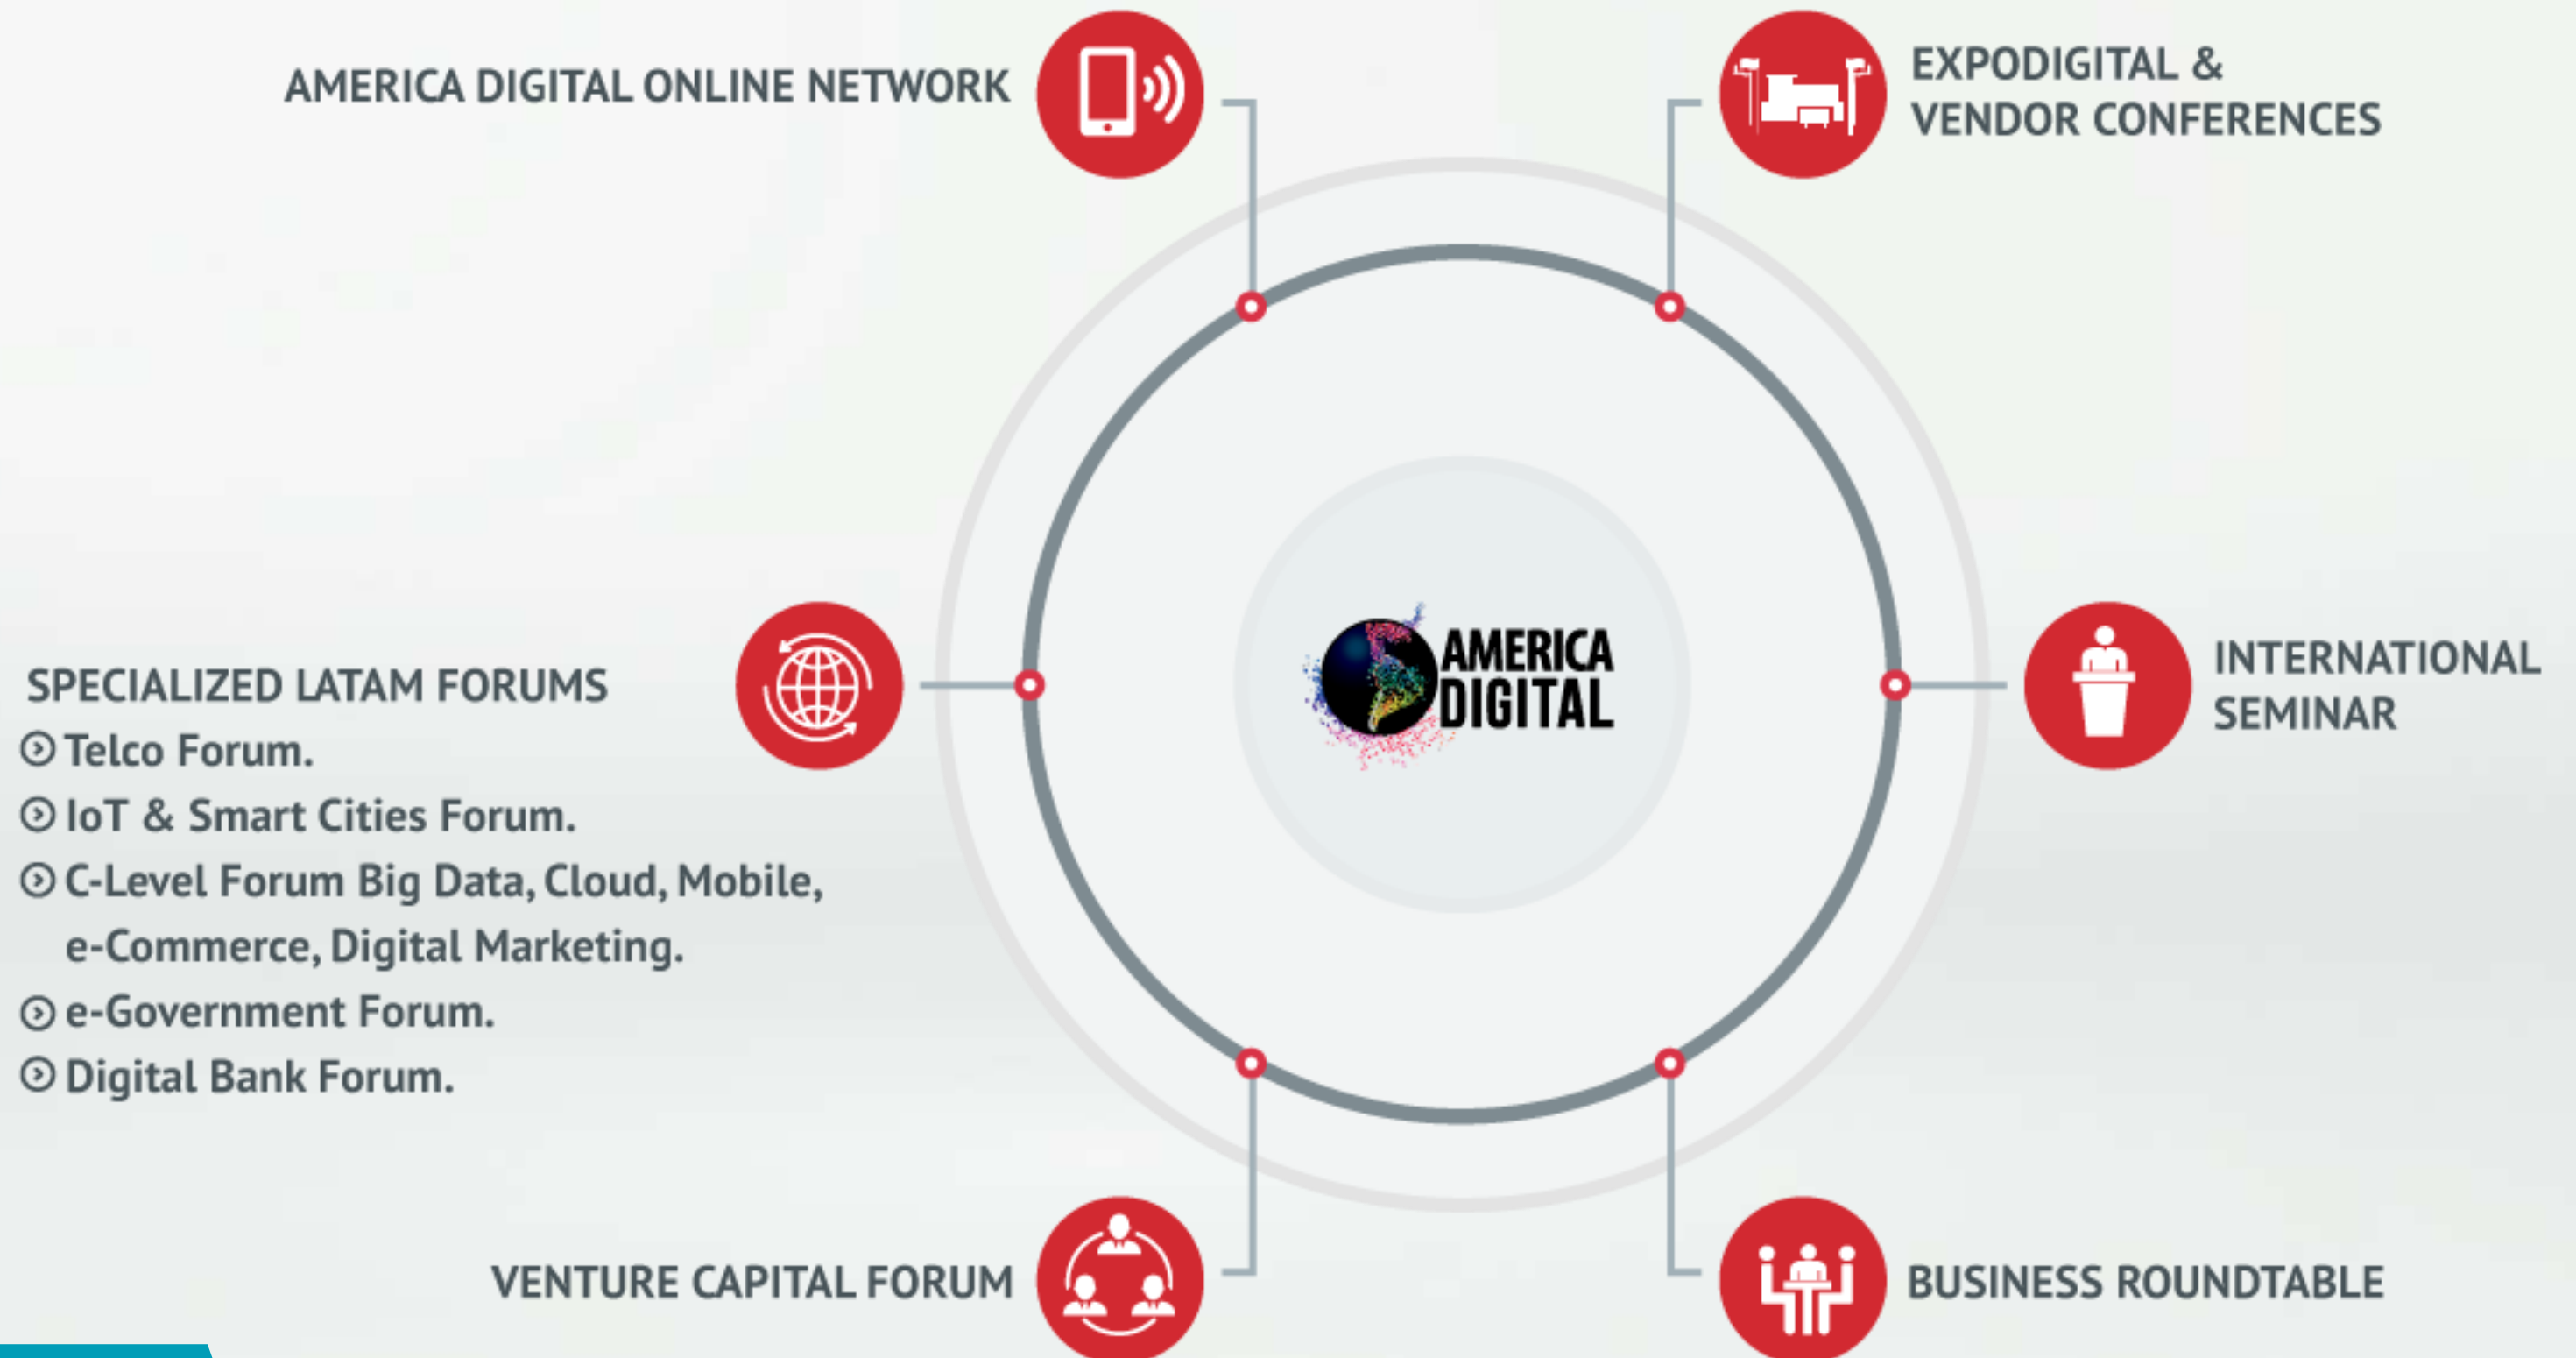 AMERICA DIGITAL ONLINE NETWORK
EXPODIGITAL &
VENDOR CONFERENCES
AMERICA
DIGITAL
INTERNATIONAL
SEMINAR
SPECIALIZED LATAM FORUMS
Telco Forum.
IoT & Smart Cities Forum.
C-Level Forum Big Data, Cloud, Mobile,
e-Commerce, Digital Marketing.
e-Government Forum.
Digital Bank Forum.
VENTURE CAPITAL FORUM
BUSINESS ROUNDTABLE